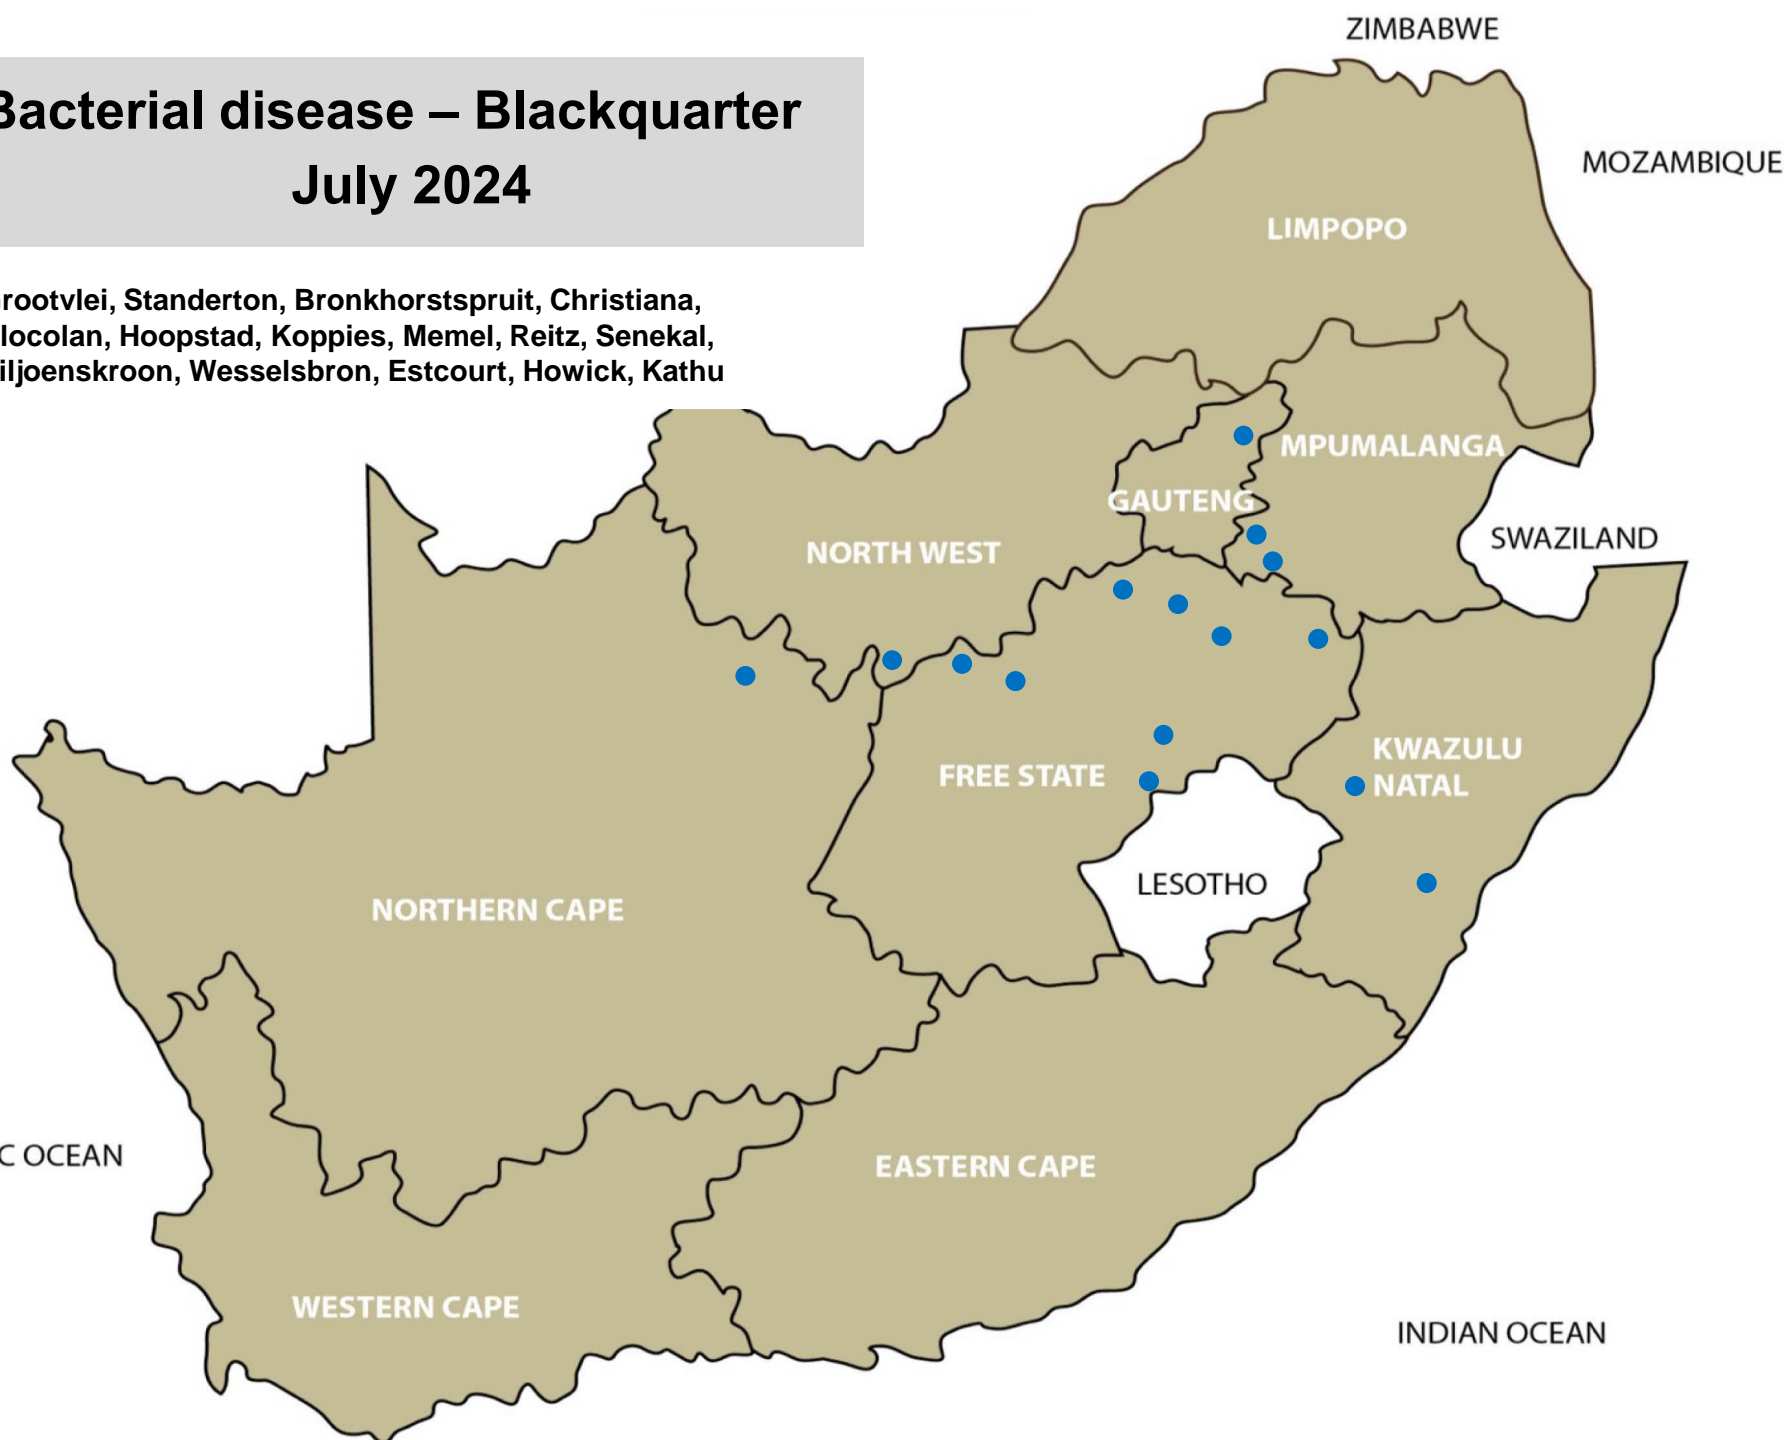 Bacterial disease – Blackquarter
July 2024
rootvlei, Standerton, Bronkhorstspruit, Christiana,
locolan, Hoopstad, Koppies, Memel, Reitz, Senekal,
iljoenskroon, Wesselsbron, Estcourt, Howick, Kathu
ZIMBABWE
MOZAMBIQUE
LIMPOPO
MPUMALANGA
GAUTENG
SWAZILAND
NORTH WEST
KWAZULU
NATAL
FREE STATE
LESOTHO
NORTHERN CAPE
C OCEAN
EASTERN CAPE
WESTERN CAPE
INDIAN OCEAN